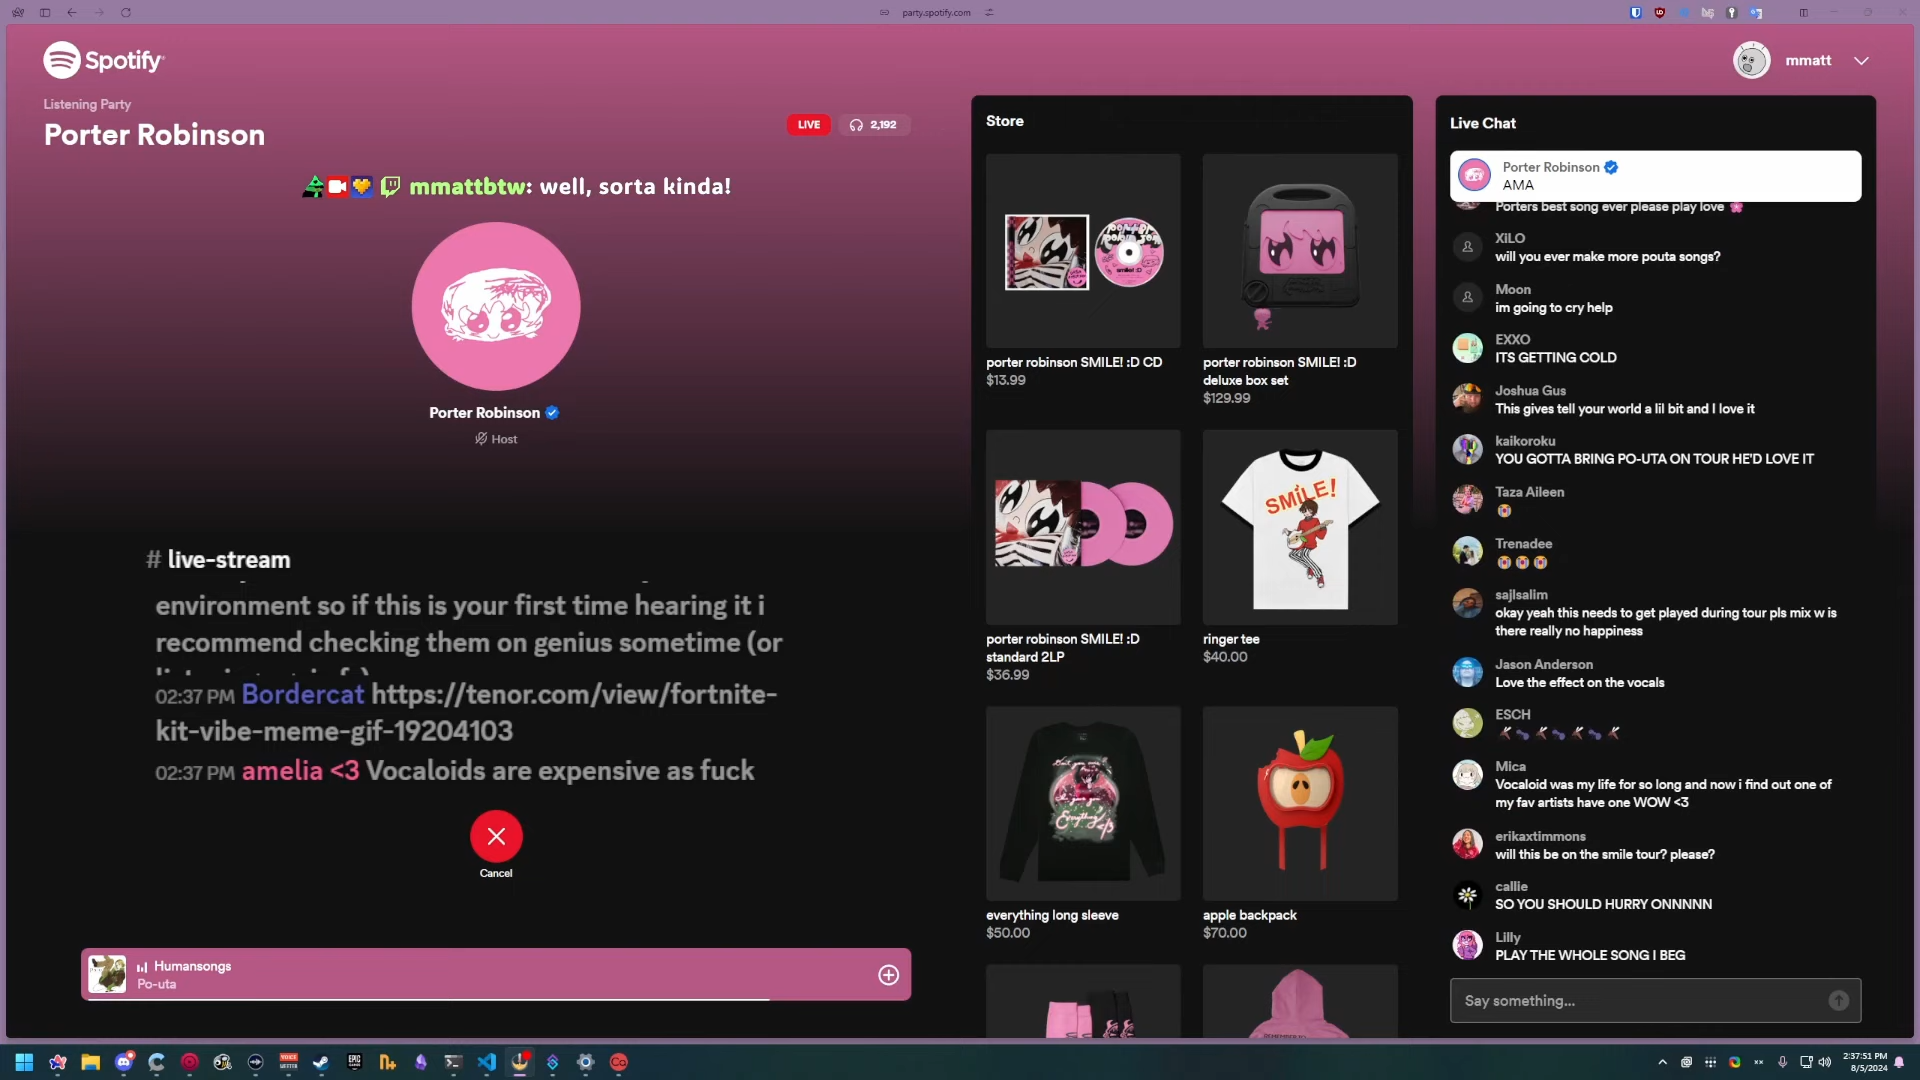 party.spotify.com
Spotify
mmatt
Listening Party
Porter Robinson
LIVE
2,192
mmattbtw: well, sorta kinda!
Porter Robinson
Host
# live-stream
environment so if this is your first time hearing it i
recommend checking them on genius sometime (or
02:37 PM Bordercat https://tenor.com/view/fortnite-
kit-vibe-meme-gif-19204103
02:37 PM amelia <3 Vocaloids are expensive as fuck
Cancel
Humansongs
Po-uta
Store
porter robinson SMILE! :D CD
$13.99
porter robinson SMILE! :D
deluxe box set
$129.99
porter robinson SMILE! :D
standard 2LP
$36.99
SMiLE!
ringer tee
$40.00
everything long sleeve
$50.00
apple backpack
$70.00
Live Chat
Porter Robinson
AMA
Porters best song ever please play love
XiLO
will you ever make more pouta songs?
Moon
im going to cry help
EXXO
ITS GETTING COLD
Joshua Gus
This gives tell your world a lil bit and I love it
kaikoroku
YOU GOTTA BRING PO-UTA ON TOUR HE'D LOVE IT
Taza Aileen
Trenadee
sajlsalim
okay yeah this needs to get played during tour pls mix w is
there really no happiness
Jason Anderson
Love the effect on the vocals
ESCH
Mica
Vocaloid was my life for so long and now i find out one of
my fav artists have one WOW <3
erikaxtimmons
will this be on the smile tour? please?
callie
SO YOU SHOULD HURRY ONNNNN
Lilly
PLAY THE WHOLE SONG I BEG
Say something...
2:37:51 PM
8/5/2024